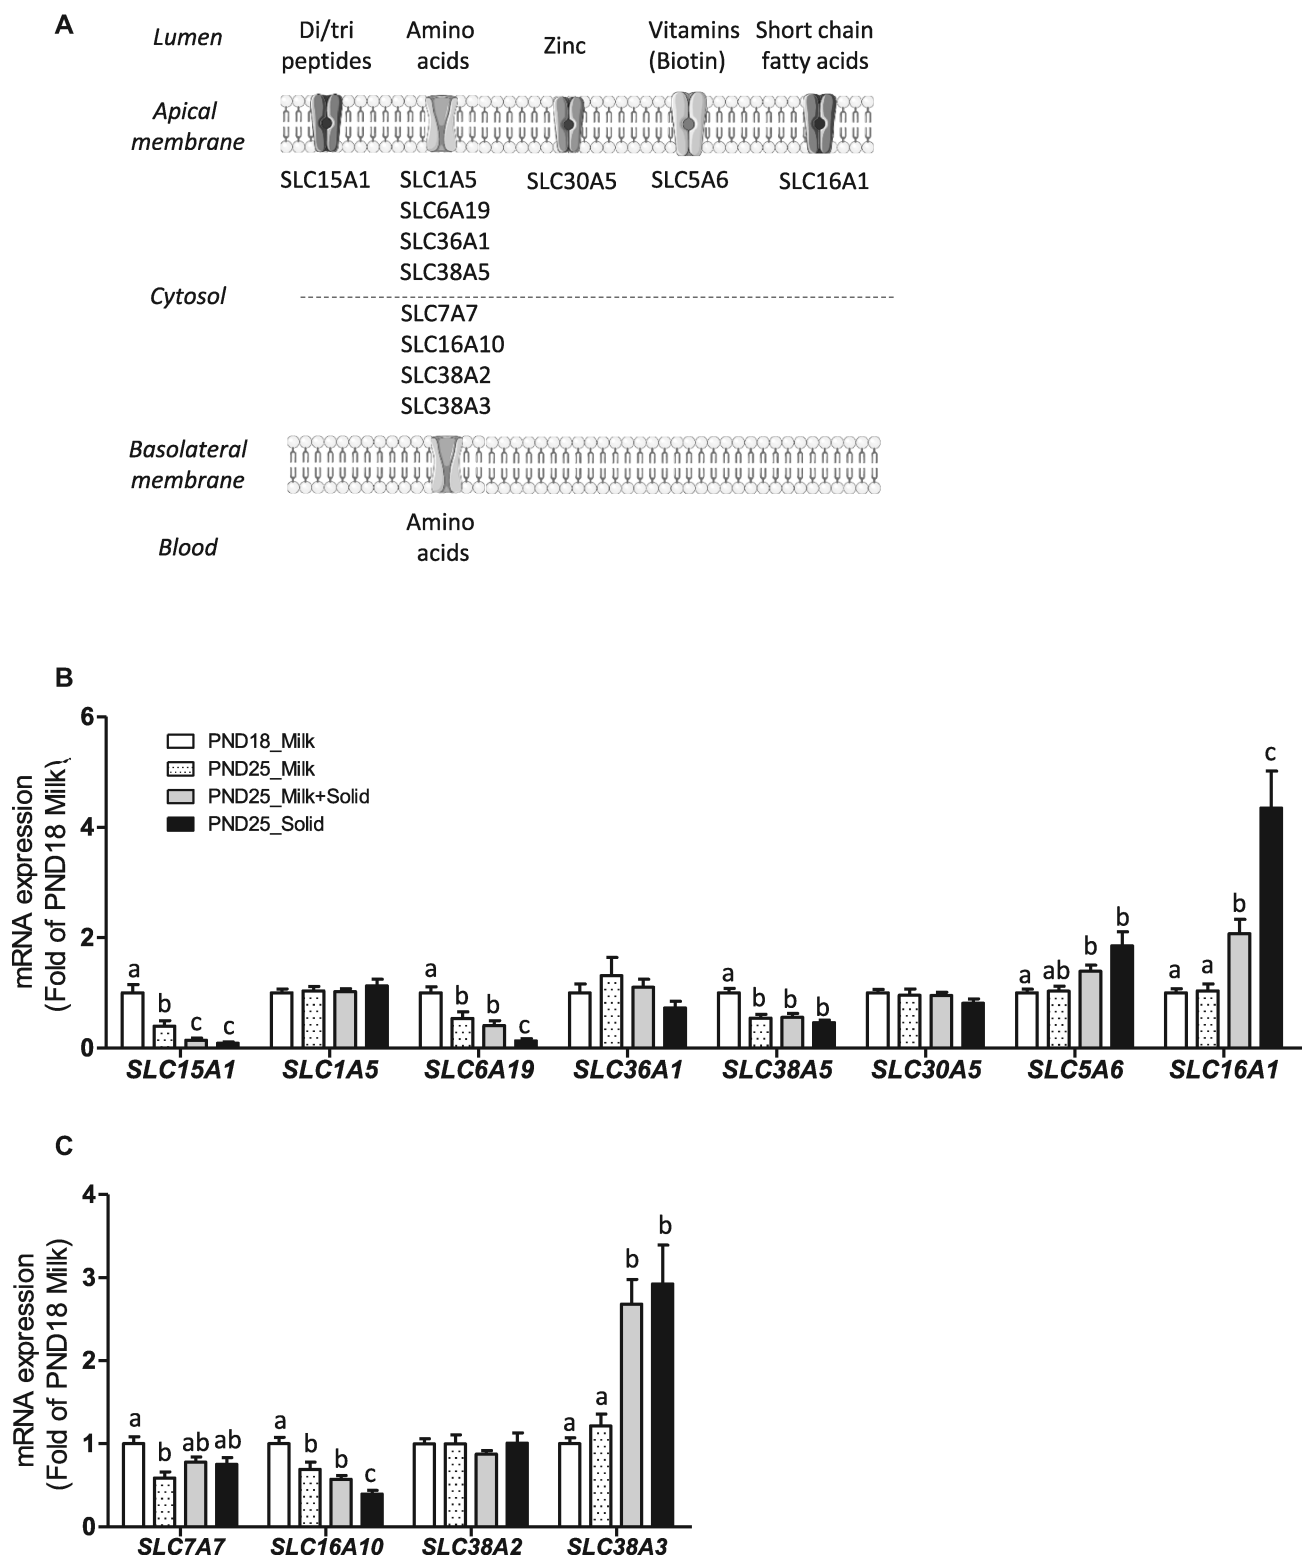 A
Lumen
Di/tri
peptides
Amino
acids
Zinc
Vitamins
(Biotin)
Short chain
fatty acids
Apical
membrane
SLC15A1
SLC1A5
SLC30A5
SLC5A6
SLC16A1
SLC6A19
SLC36A1
SLC38A5
Cytosol
SLC7A7
SLC16A10
SLC38A2
SLC38A3
Basolateral
membrane
Blood
Amino
acids
B
mRNA expression
(Fold of PND18 Milk)
6
4
2
0
PND18_Milk
PND25_Milk
PND25_Milk+Solid
PND25_Solid
a b c c
a b b c
a b b b
a ab b b
a a b c
SLC15A1 SLC1A5 SLC6A19 SLC36A1 SLC38A5 SLC30A5 SLC5A6 SLC16A1
C
mRNA expression
(Fold of PND18 Milk)
4
3
2
1
0
a b ab ab
a b b c
a a b b
SLC7A7 SLC16A10 SLC38A2 SLC38A3